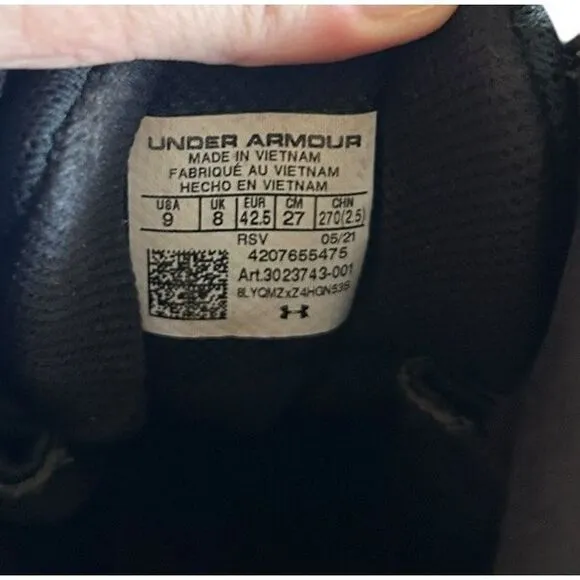 UNDER ARMOUR
MADE IN VIETNAM
FABRIQUÉ AU VIETNAM
HECHO EN VIETNAM
USA UK EUR CM CHN
9 8 42.5 27 270(2.5)
RSV 05/21
4207655475
Art.3023743-001
8LYQMZxZ4HGN53S